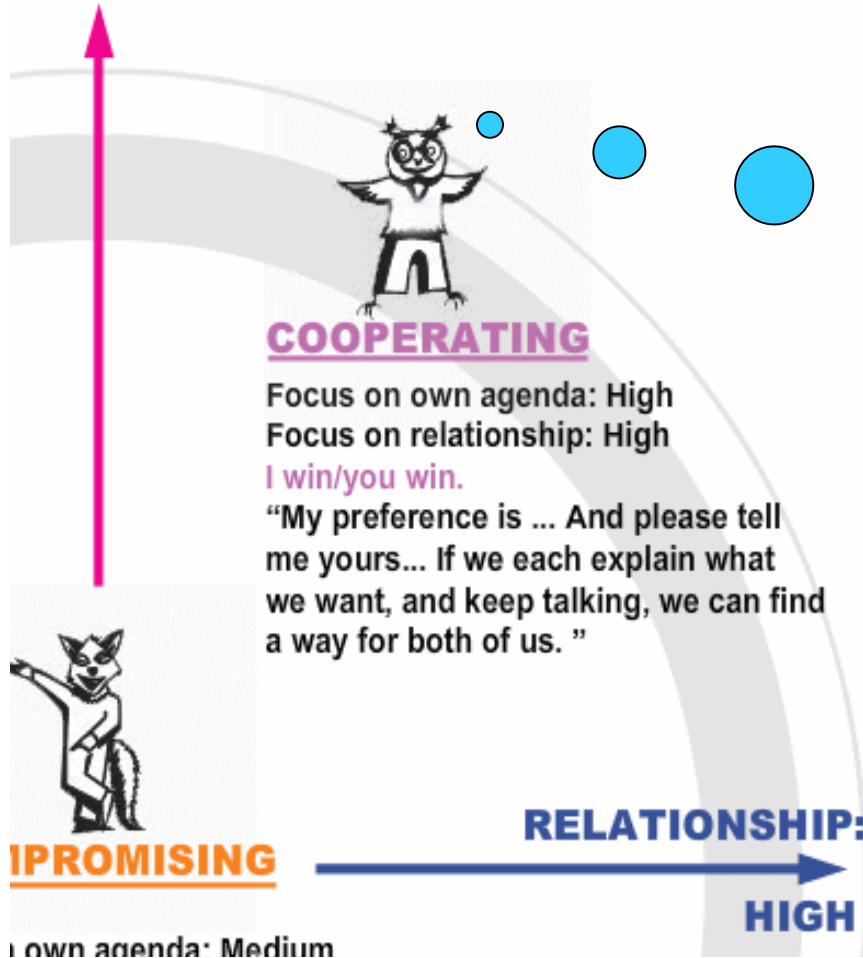 COOPERATING
Focus on own agenda: High
Focus on relationship: High
I win/you win.
“My preference is ... And please tell
me yours... If we each explain what
we want, and keep talking, we can find
a way for both of us. ”
RELATIONSHIP:
MPROMISING
HIGH
own agenda: Medium